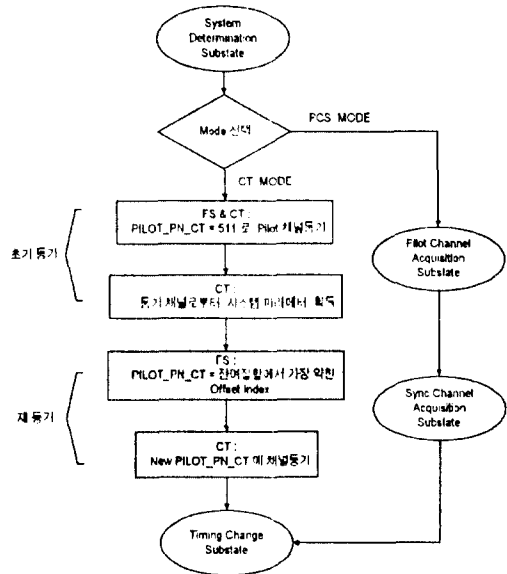 System
Determination
Substate
Mode 선택
PCS MODE
CT MODE
FS & CT :
PILOT_PN_CT = 511 로 Pilot 채널동기
초기 동기
CT :
동기 채널로부터 시스템 파라메터 획득
Pilot Channel
Acquisition
Substate
FS :
PILOT_PN_CT = 잔여집합에서 가장 약한
Offset Index
재 동기
CT :
New PILOT_PN_CT 에 채널동기
Sync Channel
Acquisition
Substate
Timing Change
Substate